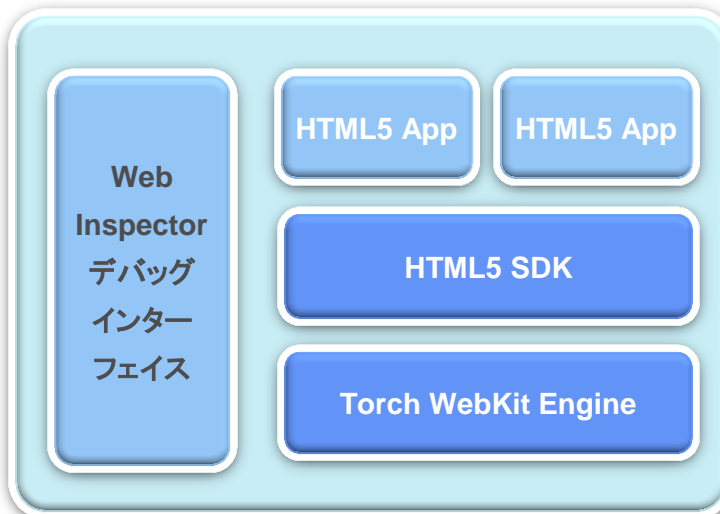 Web
Inspector
デバッグ
インター
フェイス
HTML5 App
HTML5 App
HTML5 SDK
Torch WebKit Engine